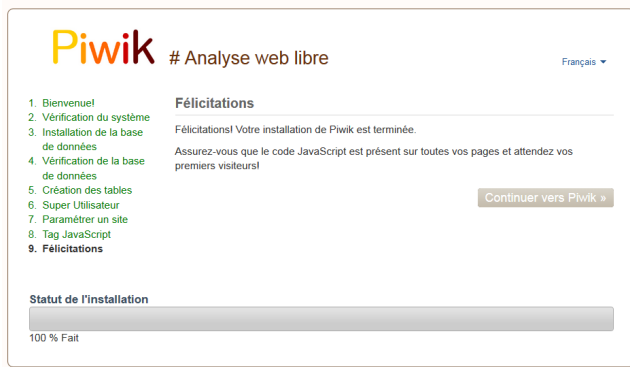 Piwik # Analyse web libre
Français
1. Bienvenue!
2. Vérification du système
3. Installation de la base
de données
4. Vérification de la base
de données
5. Création des tables
6. Super Utilisateur
7. Paramétrer un site
8. Tag JavaScript
9. Félicitations
Félicitations
Félicitations! Votre installation de Piwik est terminée.
Assurez-vous que le code JavaScript est présent sur toutes vos pages et attendez vos
premiers visiteurs!
Continuer vers Piwik »
Statut de l'installation
100 % Fait